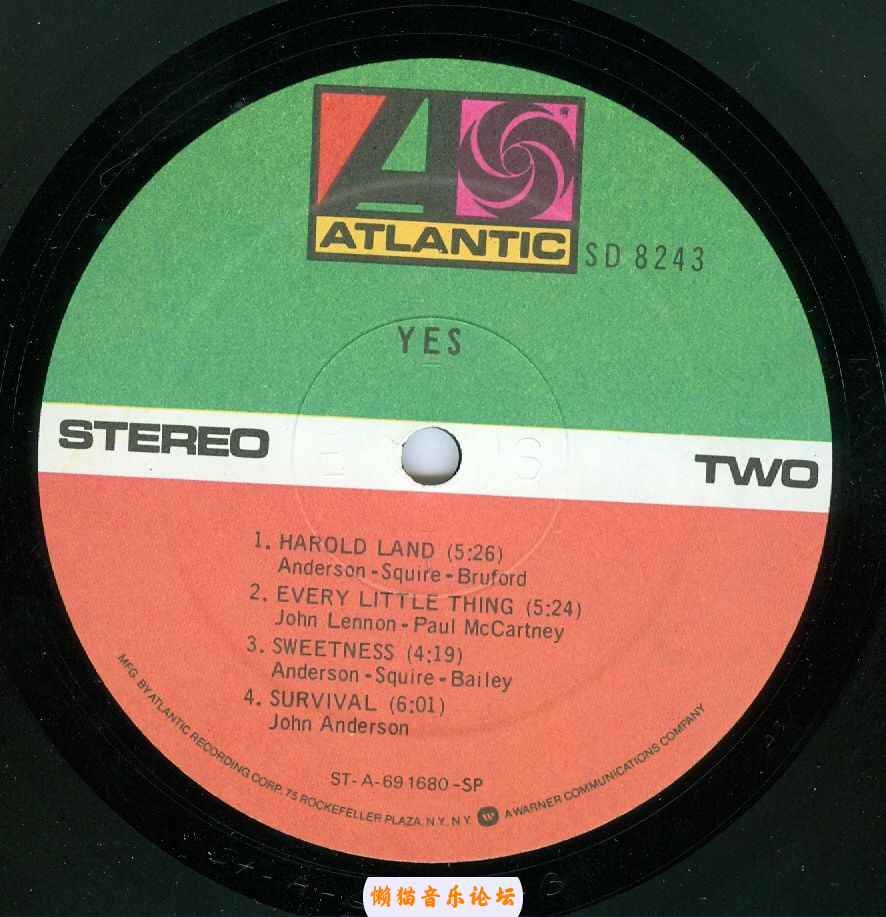 A
ATLANTIC
SD 8243
YES
STEREO
TWO
1. HAROLD LAND (5:26)
Anderson-Squire-Bruford
2. EVERY LITTLE THING (5:24)
John Lennon-Paul McCartney
3. SWEETNESS (4:19)
Anderson-Squire-Bailey
4. SURVIVAL (6:01)
John Anderson
ST-A-691680-SP
MFG. BY ATLANTIC RECORDING CORP. 75 ROCKEFELLER PLAZA, N.Y. N.Y. W A WARNER COMMUNICATIONS COMPANY
懒猫音乐论坛